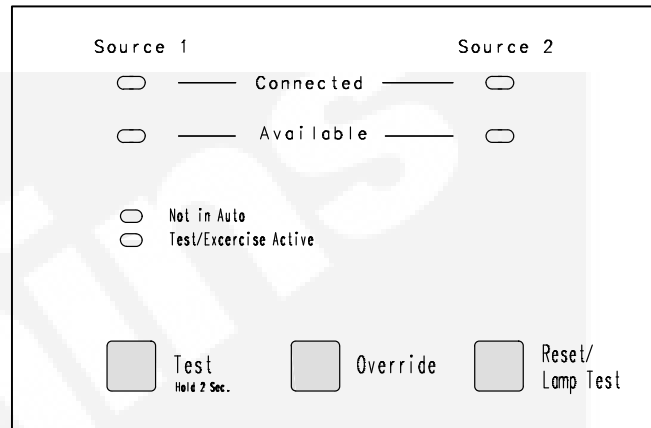 Source 1 Source 2
Connected
Available
Not in Auto
Test/Excercise Active
Test
Hold 2 Sec.
Override
Reset/
Lamp Test